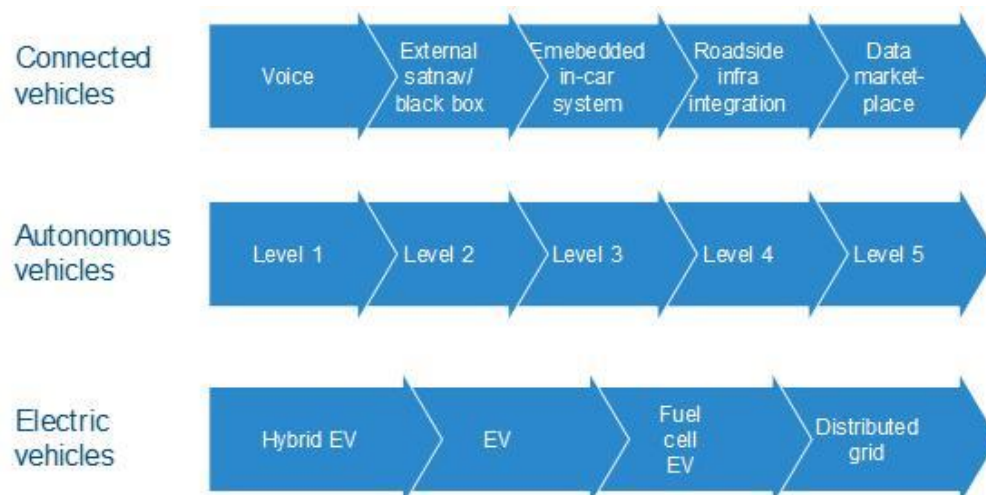 Connected
vehicles
Voice
External
satnav/
black box
Emebedded
in-car
system
Roadside
infra
integration
Data
market-
place
Autonomous
vehicles
Level 1
Level 2
Level 3
Level 4
Level 5
Electric
vehicles
Hybrid EV
EV
Fuel
cell
EV
Distributed
grid